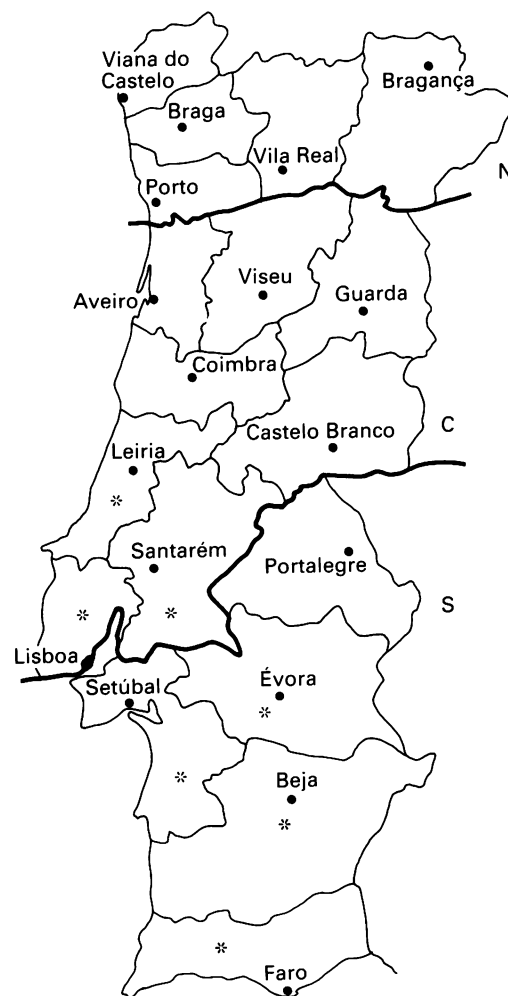 Viana do
Castelo
Bragança
Braga
Vila Real
N
Porto
Viseu
Guarda
Aveiro
Coimbra
Castelo Branco
C
Leiria
Santarém
Portalegre
S
Lisboa
Setúbal
Évora
Beja
Faro